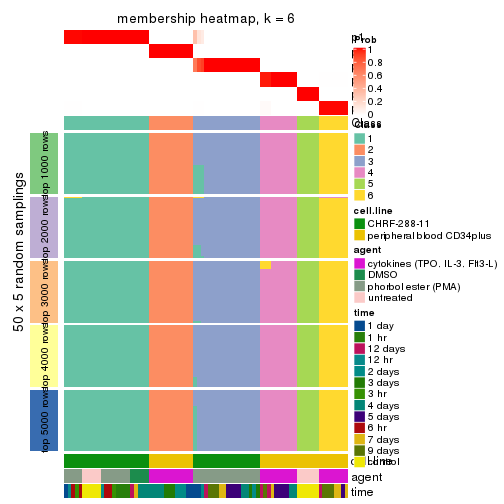 membership heatmap, k = 6
50 x 5 random samplings
top 1000 rows
top 2000 rows
top 3000 rows
top 4000 rows
top 5000 rows
Prob
1
0.8
0.6
0.4
0.2
0
Class
1
2
3
4
5
6
cell.line
CHRF-288-11
peripheral blood CD34plus
agent
cytokines (TPO, IL-3, Flt3-L)
DMSO
phorbol ester (PMA)
untreated
time
1 day
1 hr
12 days
12 hr
2 days
3 days
3 hr
4 days
5 days
6 hr
7 days
9 days
control
cell.line
agent
time